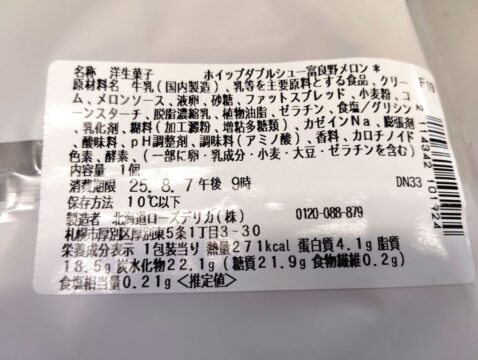 名称 洋生菓子 ホイップダブルシュー富良野メロン＊
原材料名 牛乳(国内製造)、乳等を主要原料とする食品、クリー
ム、メロンソース、液卵、砂糖、ファットスプレッド、小麦粉、コ
ーンスターチ、脱脂濃縮乳、植物油脂、ゼラチン、食塩/グリシン
、乳化剤、糊料(加工澱粉、増粘多糖類)、カゼインNa、膨張剤
、酸味料、pH調整剤、調味料(アミノ酸)、香料、カロチノイド
色素、酵素、(一部に卵・乳成分・小麦・大豆・ゼラチンを含む)
内容量 1個
消費期限 25.8.7午後9時 DN33
保存方法 10℃以下
製造者 北海道ローズデリカ(株) 0120-088-879
札幌市厚別区厚別東5条1丁目3-30
栄養成分表示 1包装当り 熱量271kcal 蛋白質4.1g 脂質
18.5g 炭水化物22.1g (糖質21.9g 食物繊維0.2g)
食塩相当量0.21g <推定値>